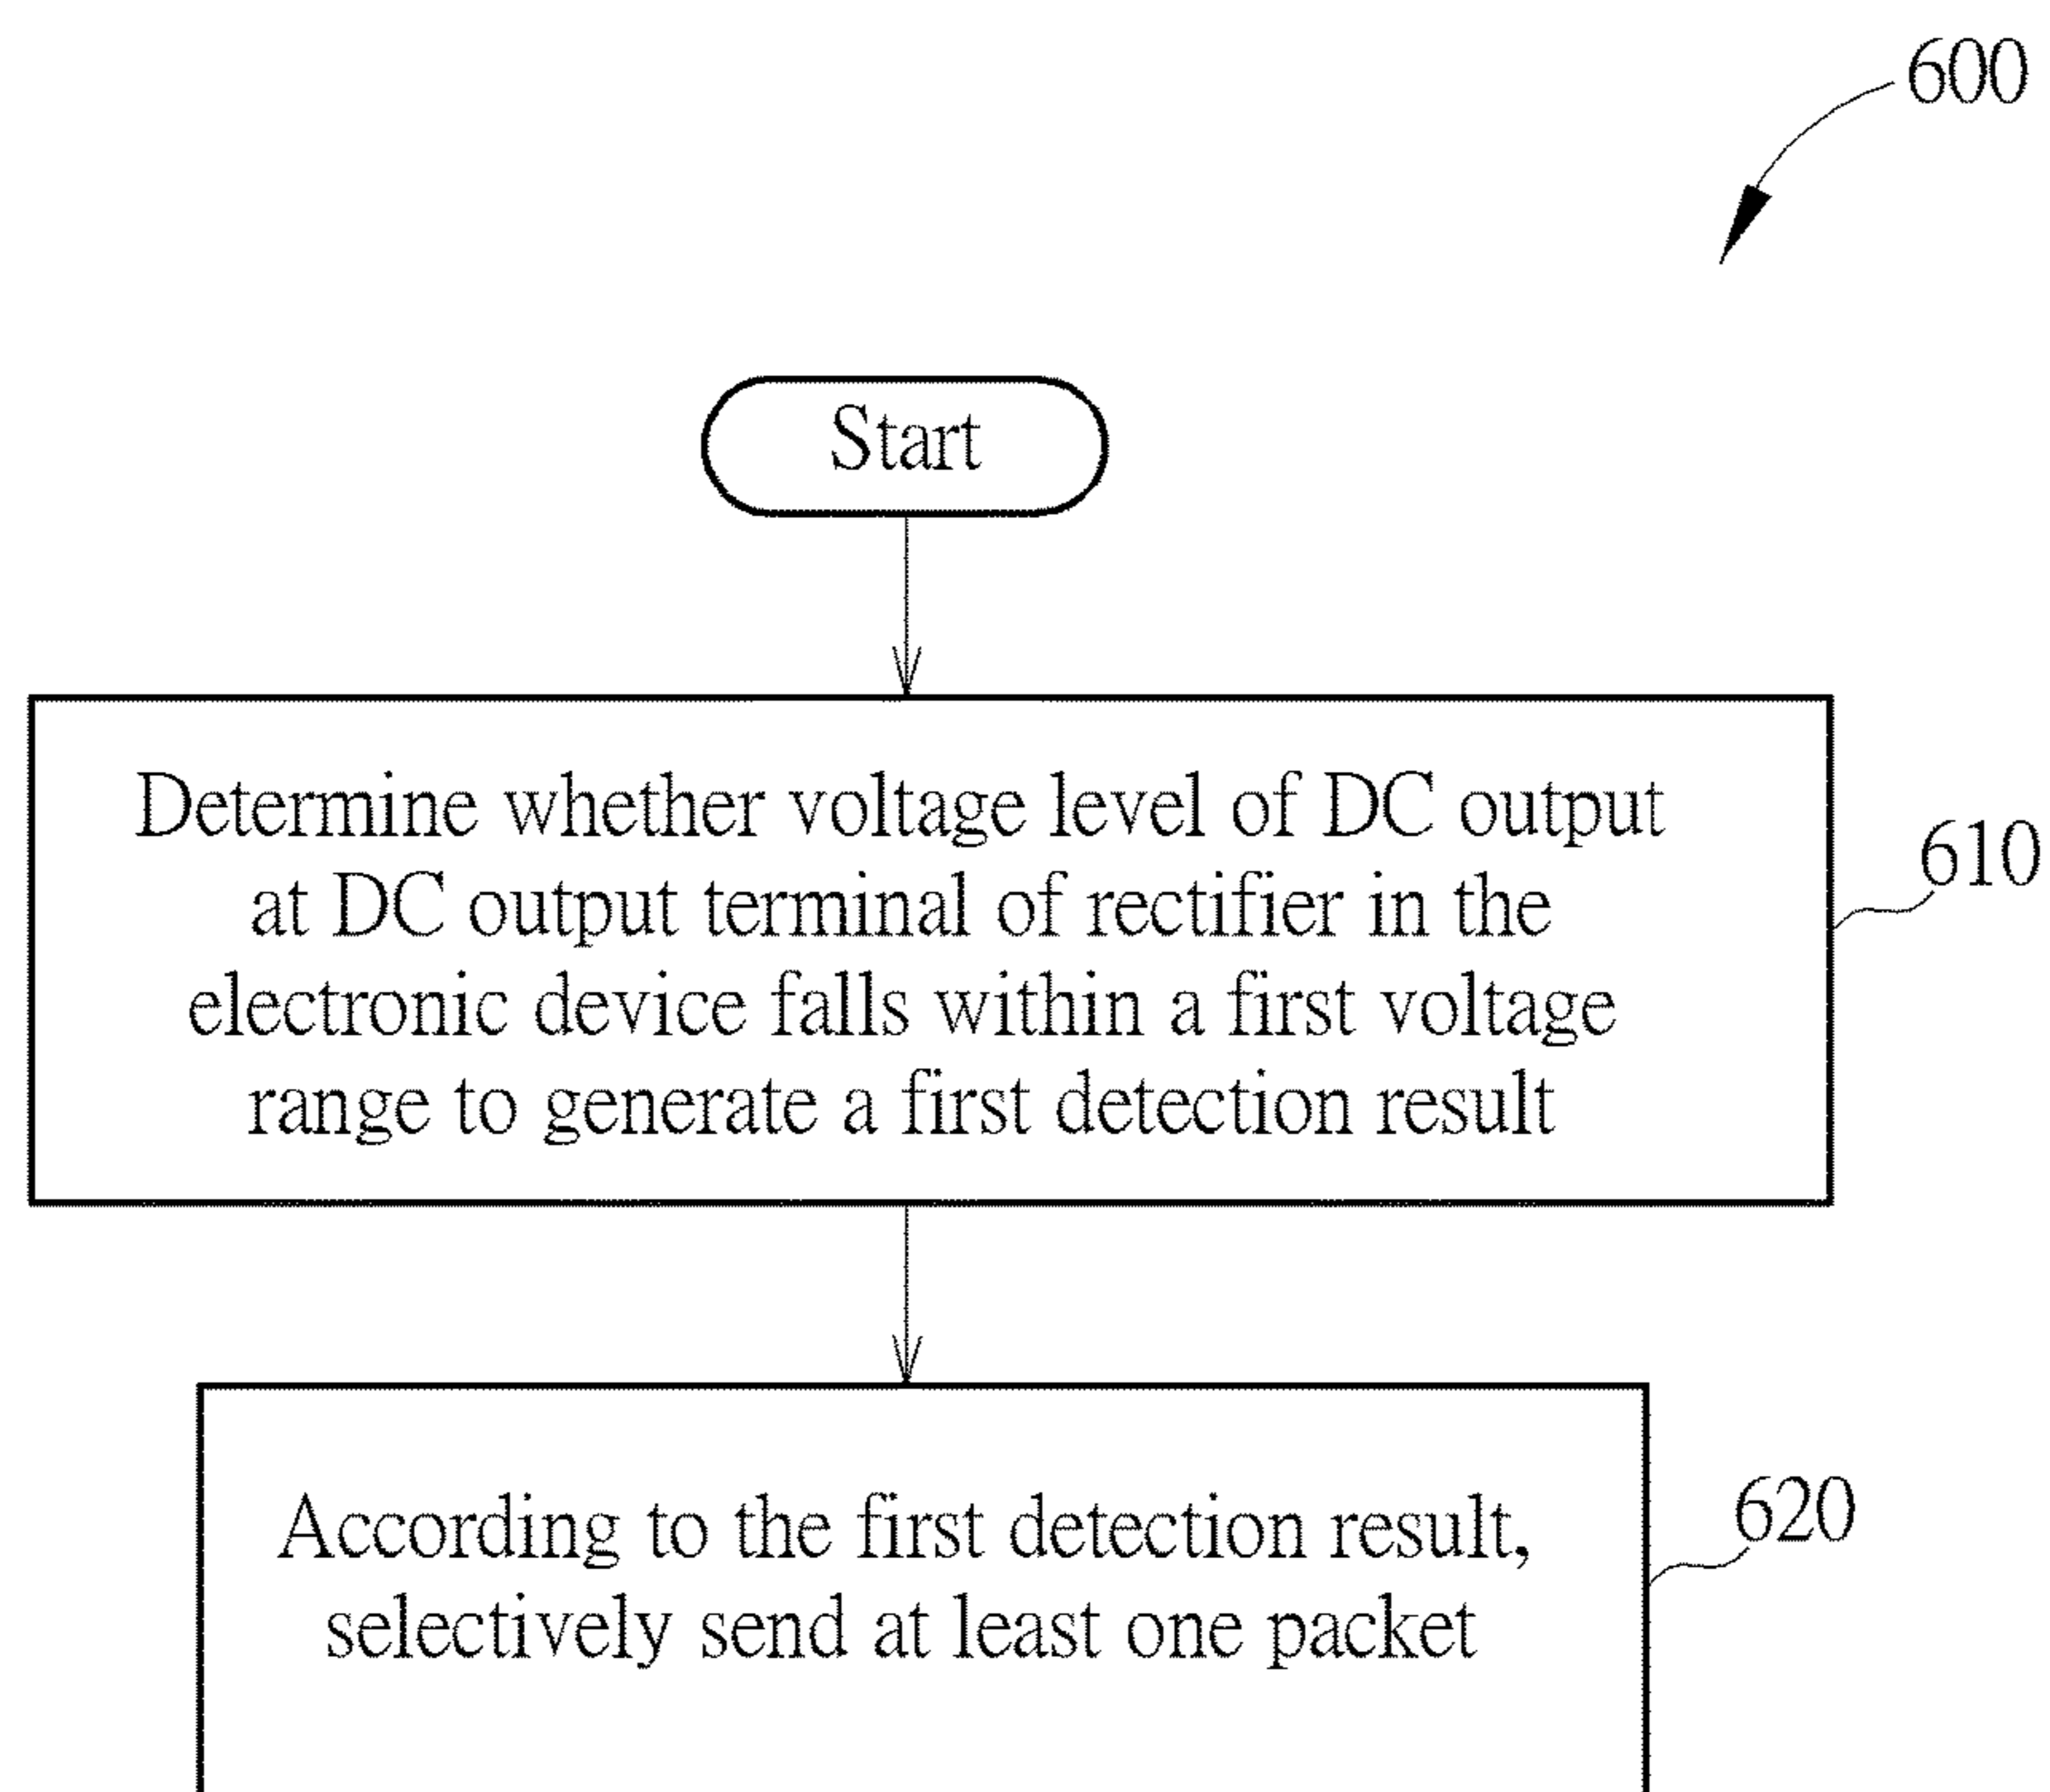 600
Start
Determine whether voltage level of DC output
at DC output terminal of rectifier in the
electronic device falls within a first voltage
range to generate a first detection result
610
According to the first detection result,
selectively send at least one packet
620